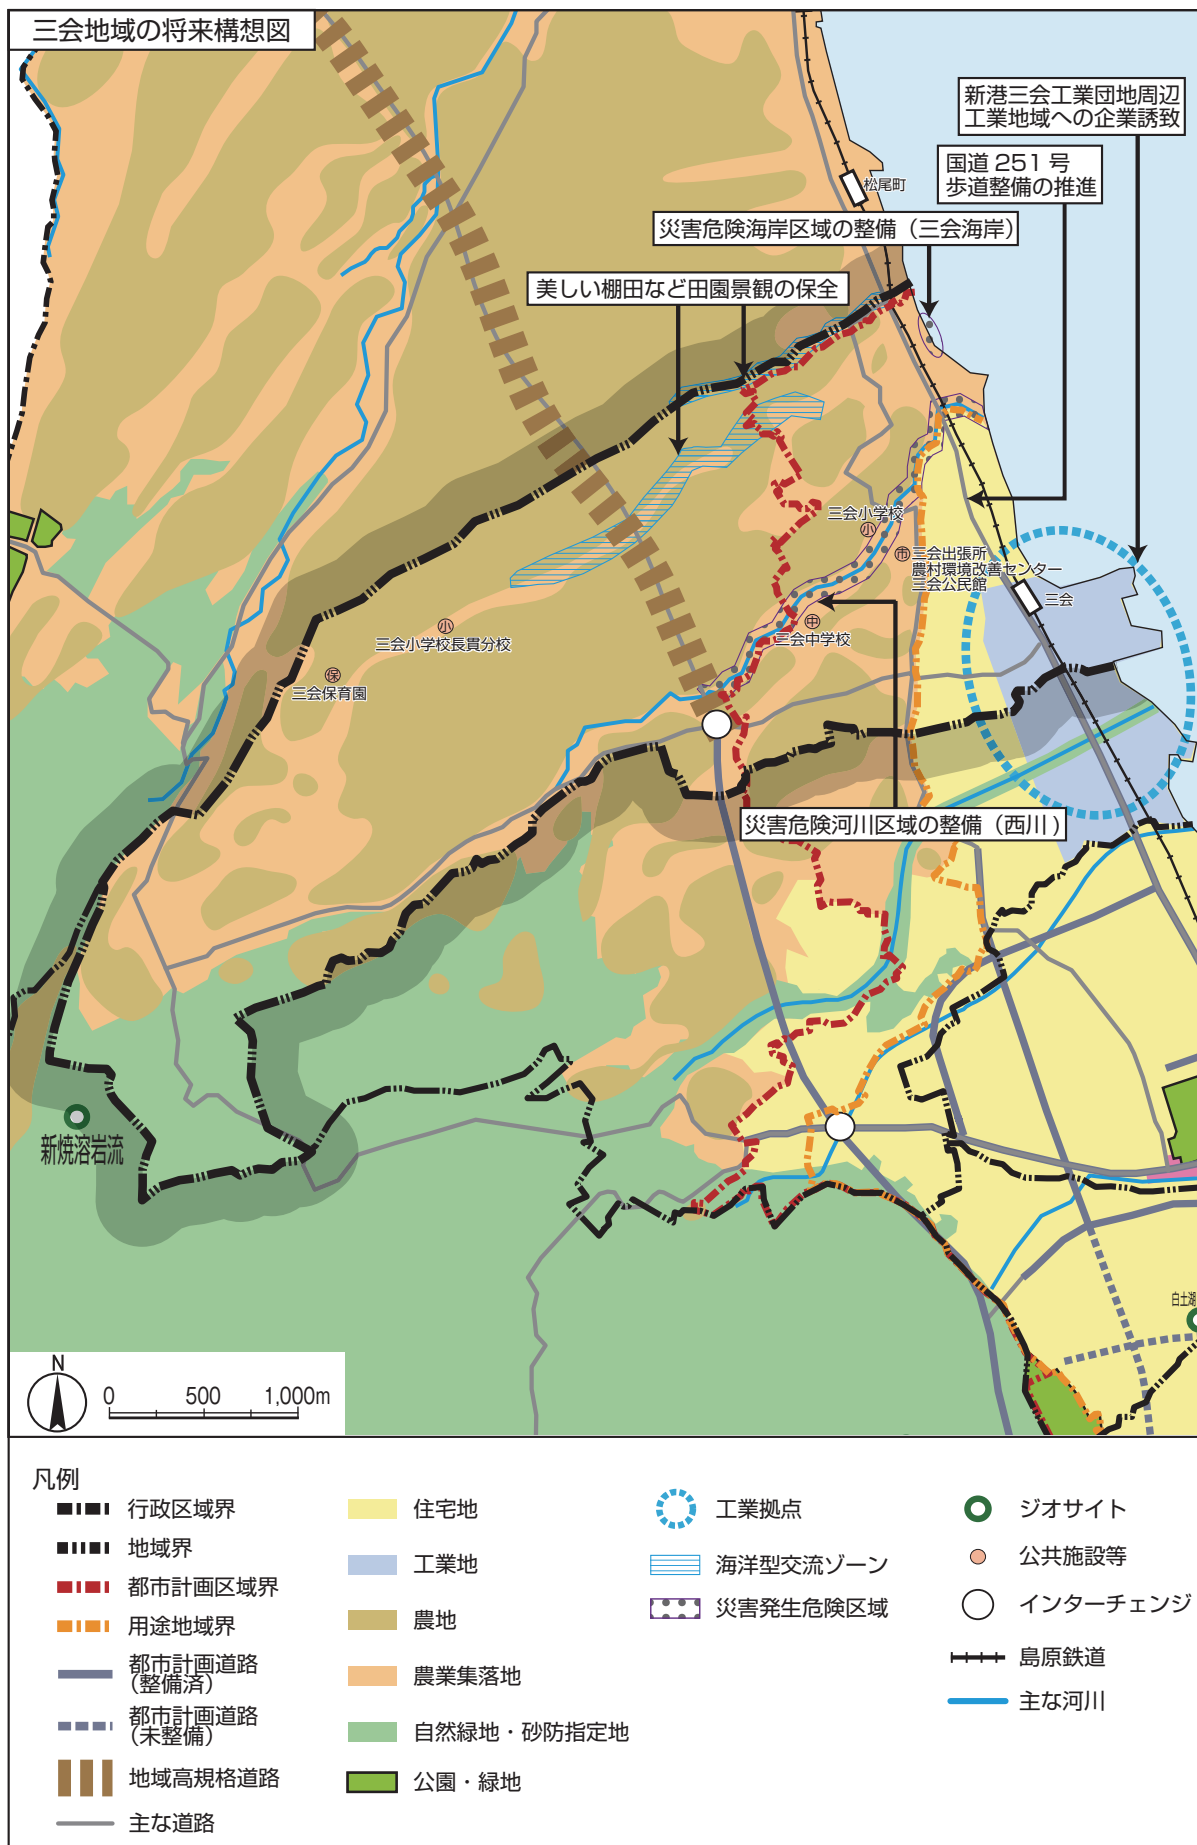 三会地域の将来構想図
新港三会工業団地周辺
工業地域への企業誘致
国道 251 号
歩道整備の推進
松尾町
災害危険海岸区域の整備（三会海岸）
美しい棚田など田園景観の保全
三会小学校
小
市
三会出張所
農村環境改善センター
三会公民館
三会
小
三会小学校長貫分校
中
三会中学校
保
三会保育園
災害危険河川区域の整備（西川）
新焼溶岩流
白土湖
N
0 500 1,000m
凡例
行政区域界
地域界
都市計画区域界
用途地域界
都市計画道路
（整備済）
都市計画道路
（未整備）
地域高規格道路
主な道路
住宅地
工業地
農地
農業集落地
自然緑地・砂防指定地
公園・緑地
工業拠点
海洋型交流ゾーン
災害発生危険区域
ジオサイト
公共施設等
インターチェンジ
島原鉄道
主な河川